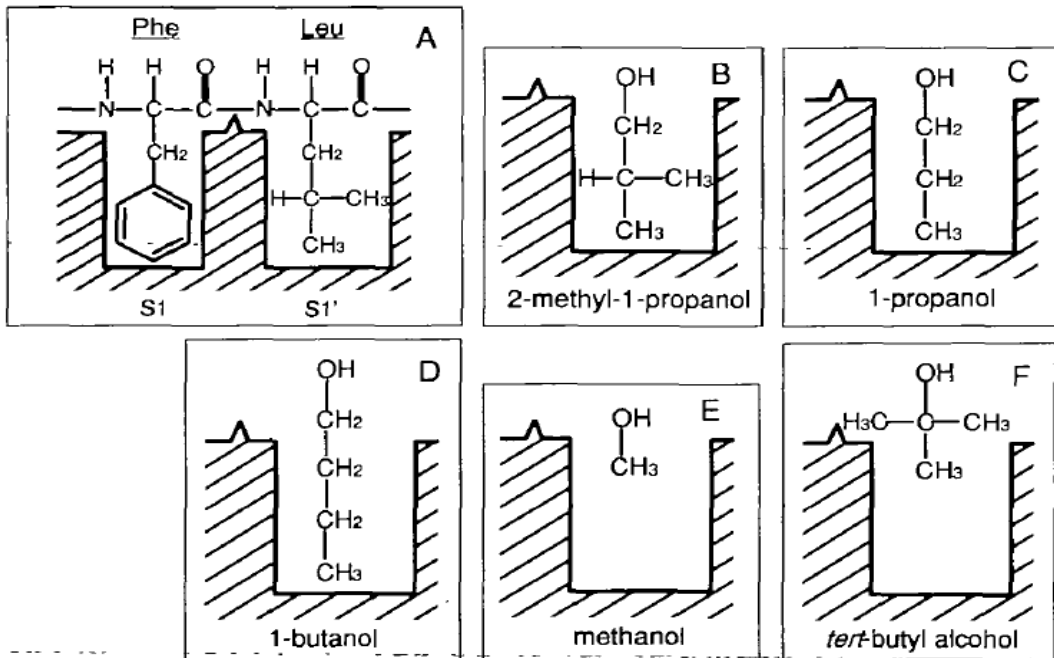 Phe Leu A
H H O H H O
N C C N C C
CH2 CH2
H C CH3
CH3
S1 S1'
B
OH
CH2
H C CH3
CH3
2-methyl-1-propanol
C
OH
CH2
CH2
CH3
1-propanol
D
OH
CH2
CH2
CH2
CH3
1-butanol
E
OH
CH3
methanol
F
OH
H3C C CH3
CH3
tert-butyl alcohol